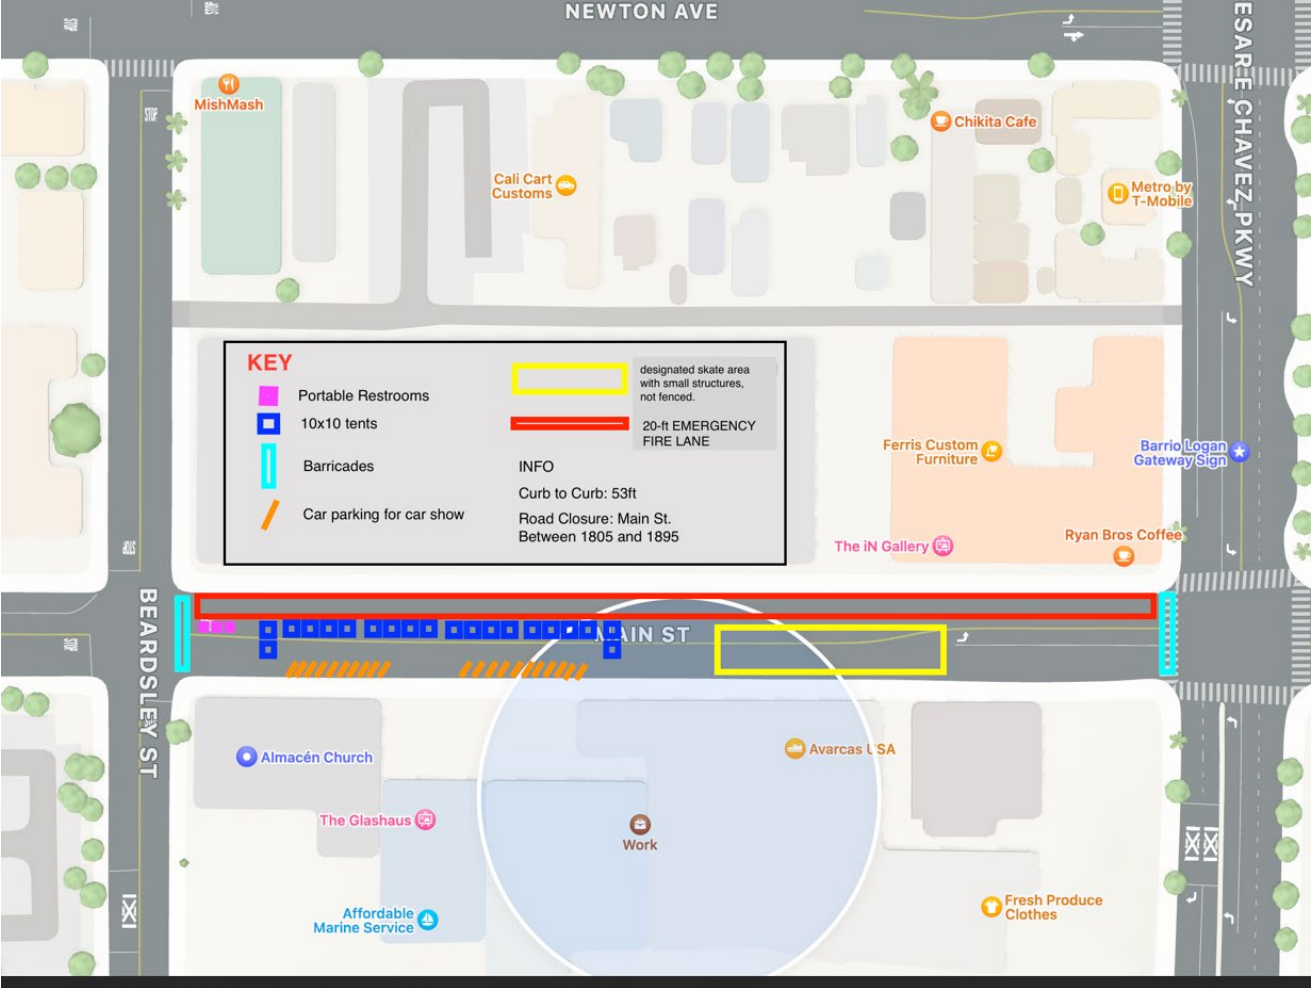 NEWTON AVE
ESAR E CHAVEZ PKWY
STOP
MishMash
Chikita Cafe
Cali Cart
Customs
Metro by
T-Mobile
KEY
Portable Restrooms
10x10 tents
Barricades
Car parking for car show
designated skate area
with small structures,
not fenced.
20-ft EMERGENCY
FIRE LANE
INFO
Curb to Curb: 53ft
Road Closure: Main St.
Between 1805 and 1895
Ferris Custom
Furniture
Barrio Logan
Gateway Sign
The iN Gallery
Ryan Bros Coffee
STOP
BEARDSLEY ST
MAIN ST
Almacén Church
Avarcas USA
The Glashaus
Work
Affordable
Marine Service
Fresh Produce
Clothes